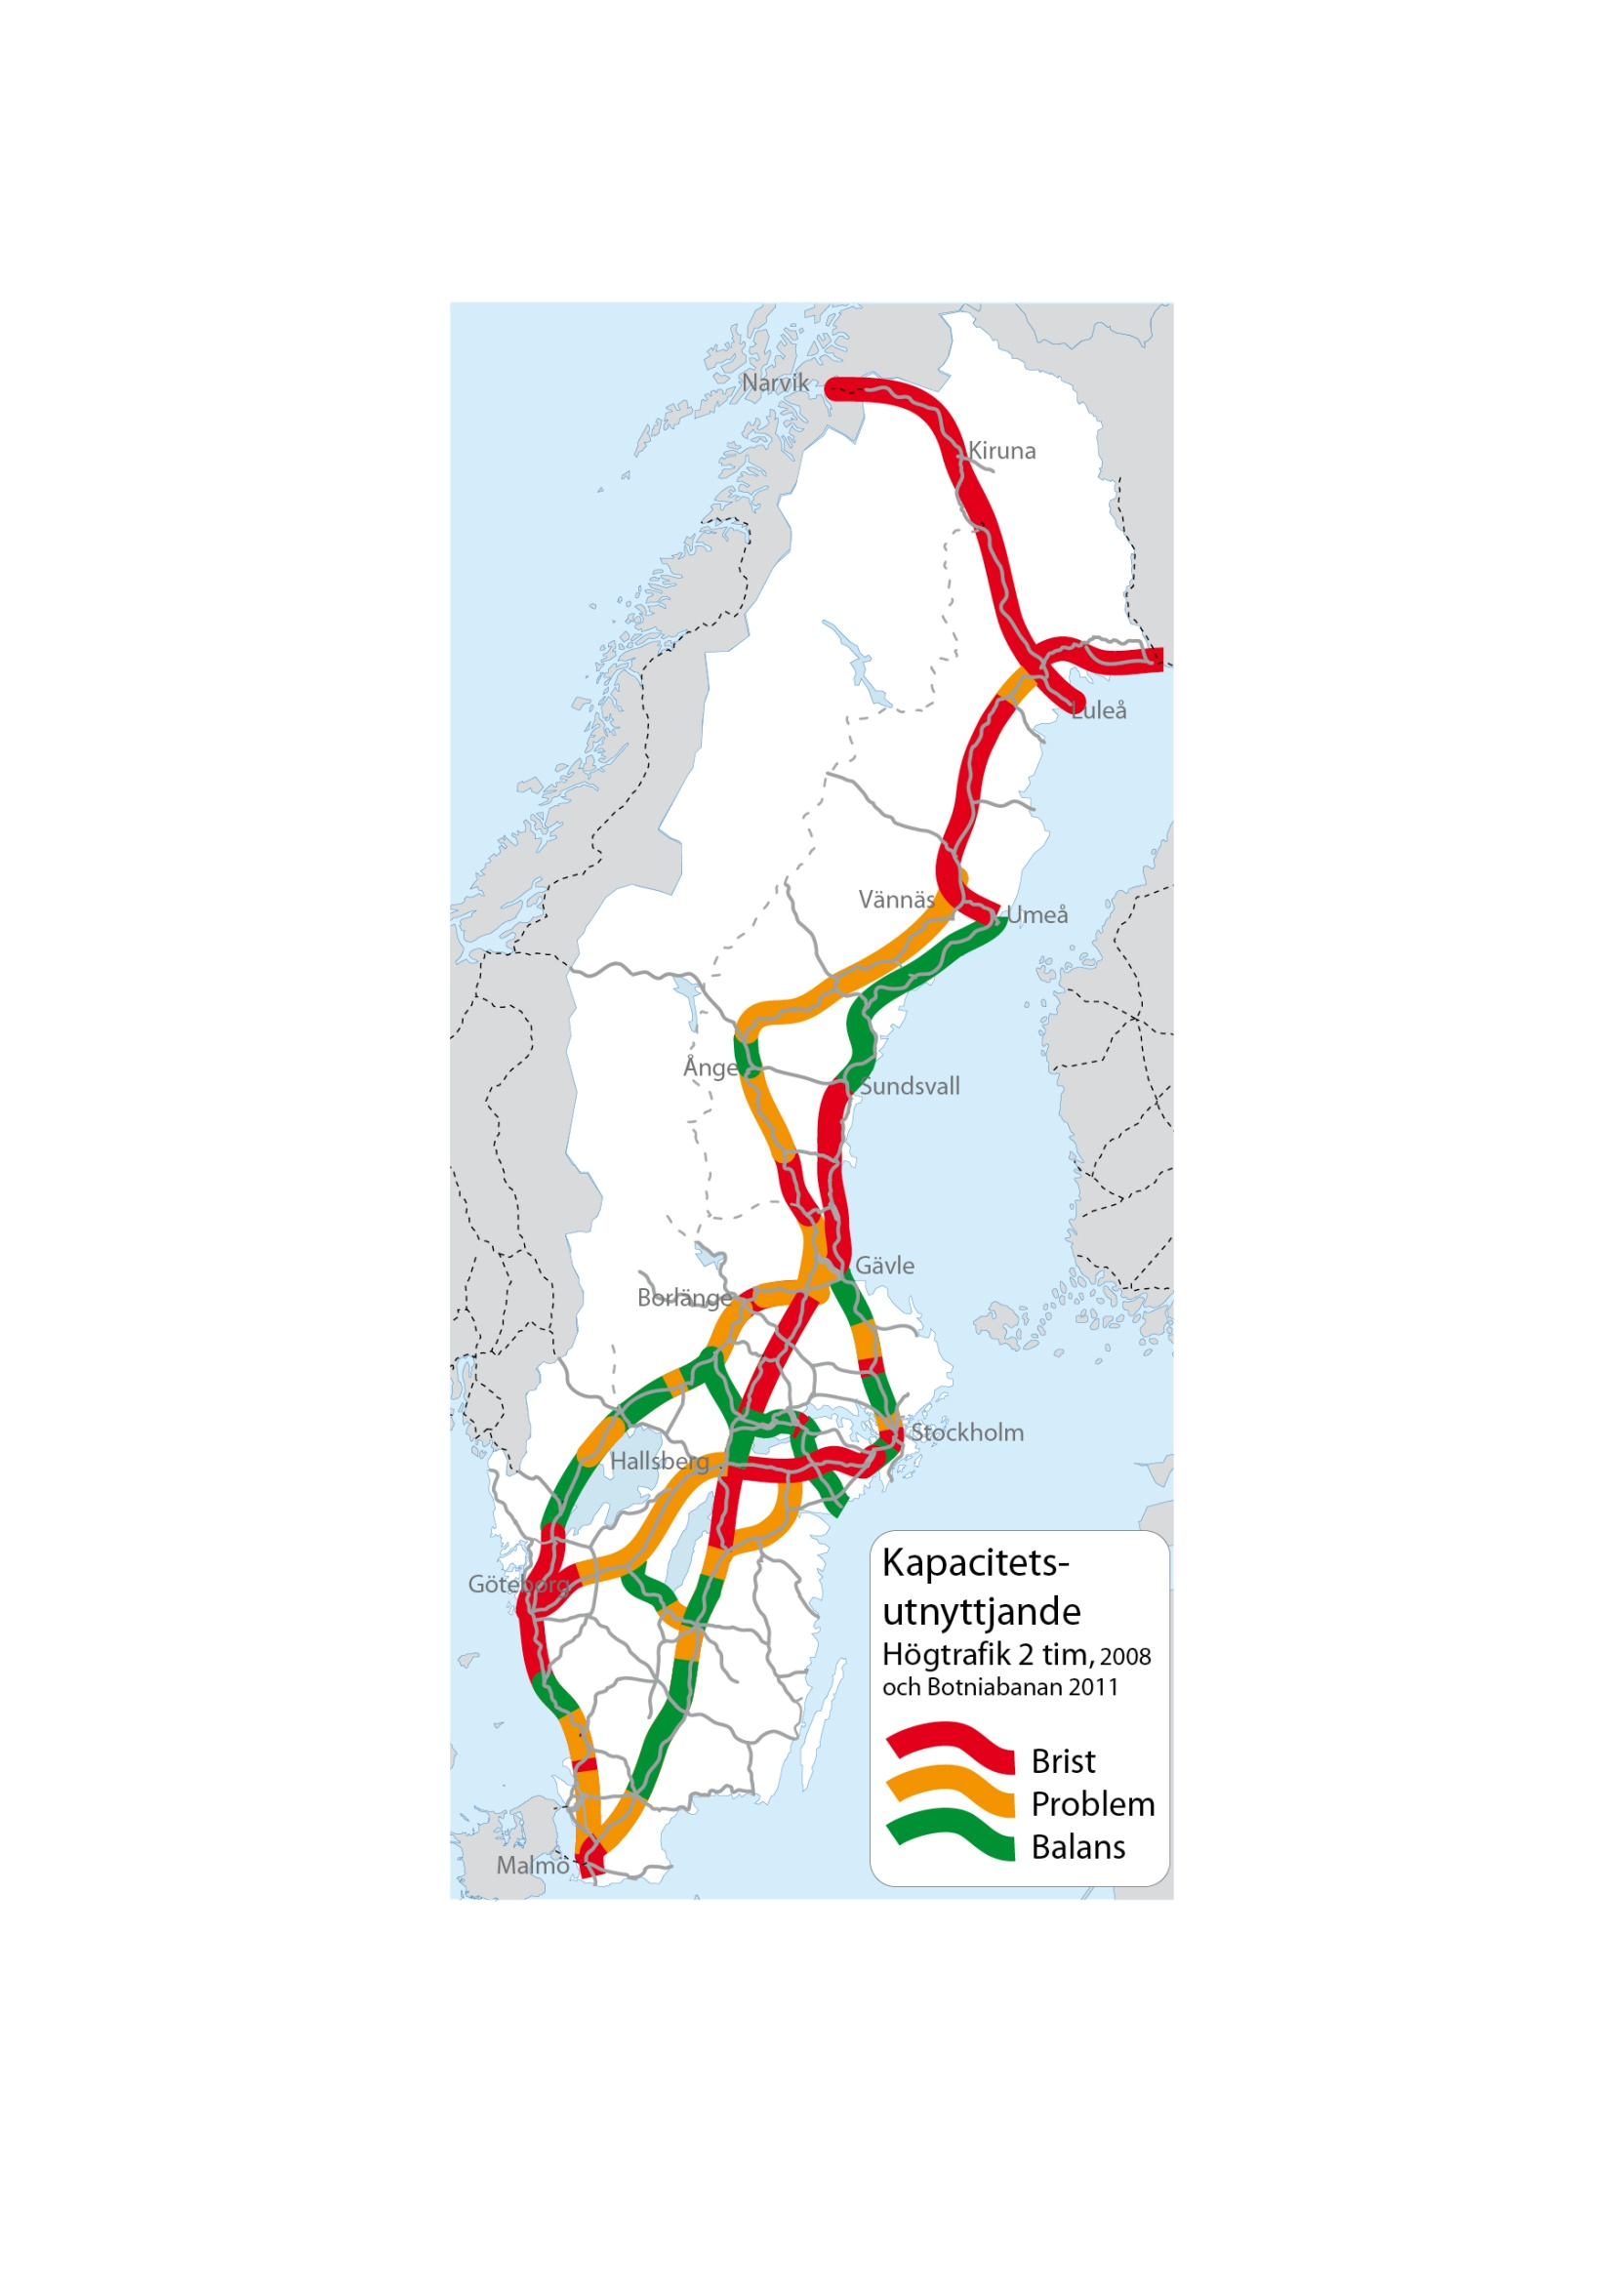 Narvik
Kiruna
Luleå
Vännäs
Umeå
Ånge
Sundsvall
Gävle
Borlänge
Stockholm
Hallsberg
Göteborg
Malmö
Kapacitets-
utnyttjande
Högtrafik 2 tim, 2008
och Botniabanan 2011
Brist
Problem
Balans